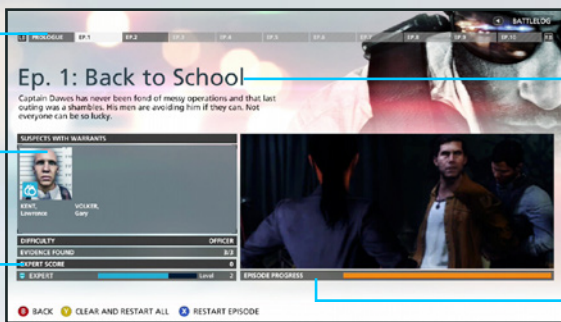 BATTLELOG
PROLOGUE EP.1 EP.2 EP.3 EP.4 EP.5 EP.6 EP.7 EP.8 EP.9 EP.10
Ep. 1: Back to School
Captain Dawes has never been fond of messy operations and that last
outing was a shambles. His men are avoiding him if they can. Not
everyone can be so lucky.
SUSPECTS WITH WARRANTS
KENT,
Lawrence
VOLKER,
Gary
DIFFICULTY OFFICER
EVIDENCE FOUND 3/3
EXPERT SCORE 0
EXPERT Level 2
EPISODE PROGRESS
B BACK Y CLEAR AND RESTART ALL X RESTART EPISODE